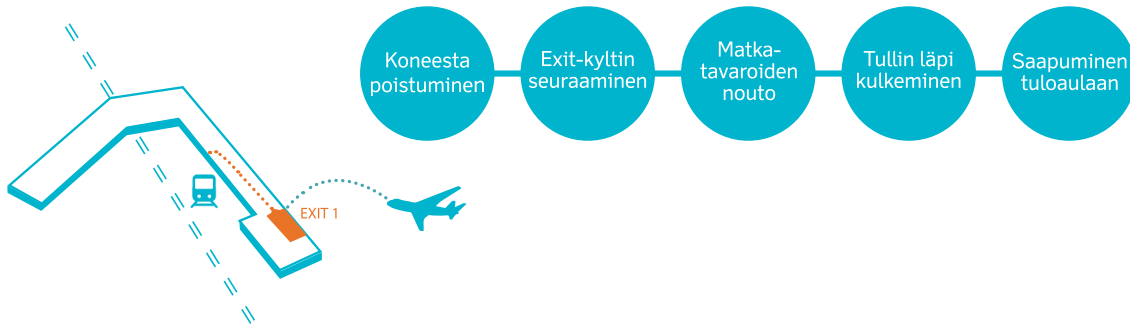 Koneesta
poistuminen
Exit-kyltin
seuraaminen
Matka-
tavaroiden
nouto
Tullin läpi
kulkeminen
Saapuminen
tuloaulaan
EXIT 1